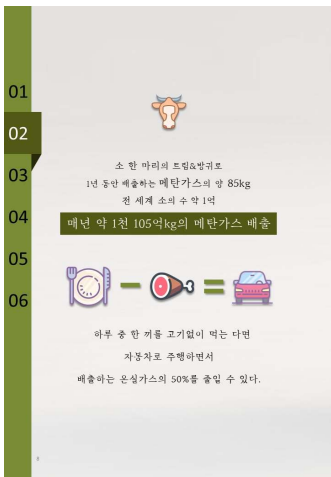 01
02
03
04
05
06
소 한 마리의 트림&방귀로
1년 동안 배출하는 메탄가스의 양 85kg
전 세계 소의 수 약 1억
매년 약 1천 105억kg의 메탄가스 배출
하루 중 한 끼를 고기없이 먹는 다면
자동차로 주행하면서
배출하는 온실가스의 50%를 줄일 수 있다.